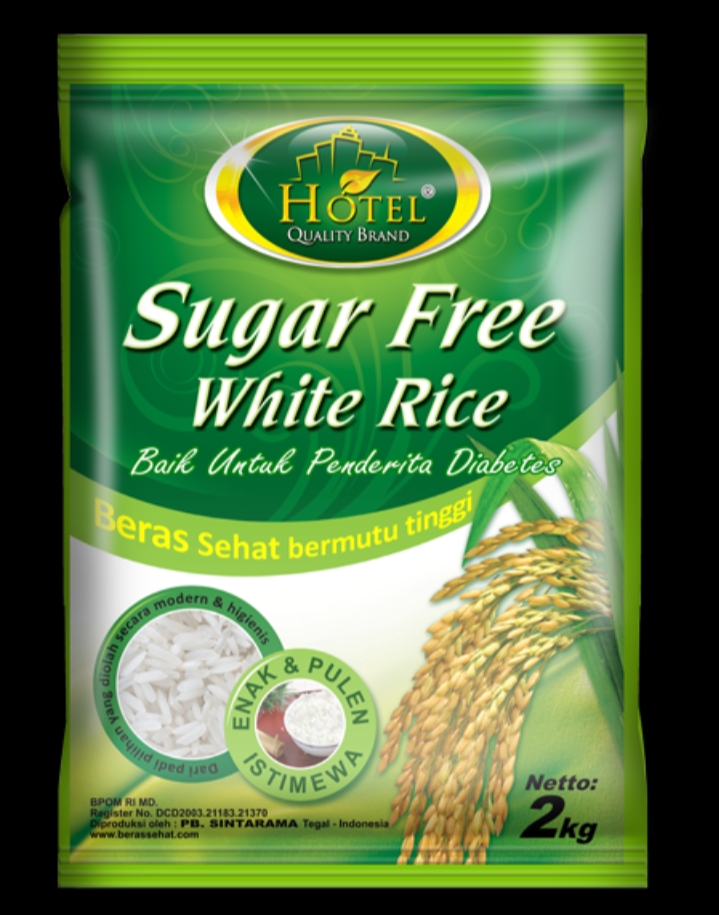 HOTEL®
QUALITY BRAND
Sugar Free
White Rice
Baik Untuk Penderita Diabetes
Beras Sehat bermutu tinggi
Dari padi pilihan yang diolah secara modern & higienis
ENAK & PULEN
ISTIMEWA
BPOM RI MD.
Register No. DCD2003.21183.21370
Diproduksi oleh : PB. SINTARAMA Tegal - Indonesia
www.berassehat.com
Netto:
2kg